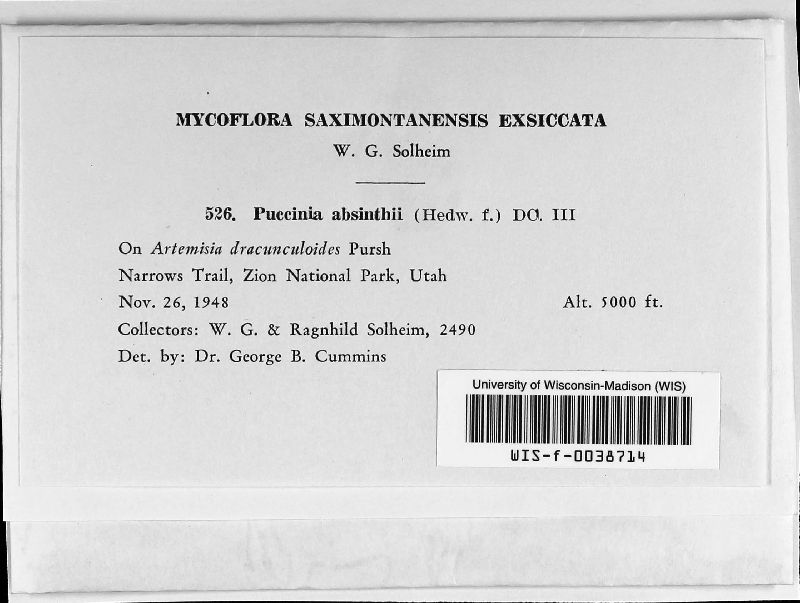 MYCOFLORA SAXIMONTANENSIS EXSICCATA
W. G. Solheim
526. Puccinia absinthii (Hedw. f.) DC. III
On Artemisia dracunculoides Pursh
Narrows Trail, Zion National Park, Utah
Nov. 26, 1948 Alt. 5000 ft.
Collectors: W. G. & Ragnhild Solheim, 2490
Det. by: Dr. George B. Cummins
University of Wisconsin-Madison (WIS)
WIS-f-0038714